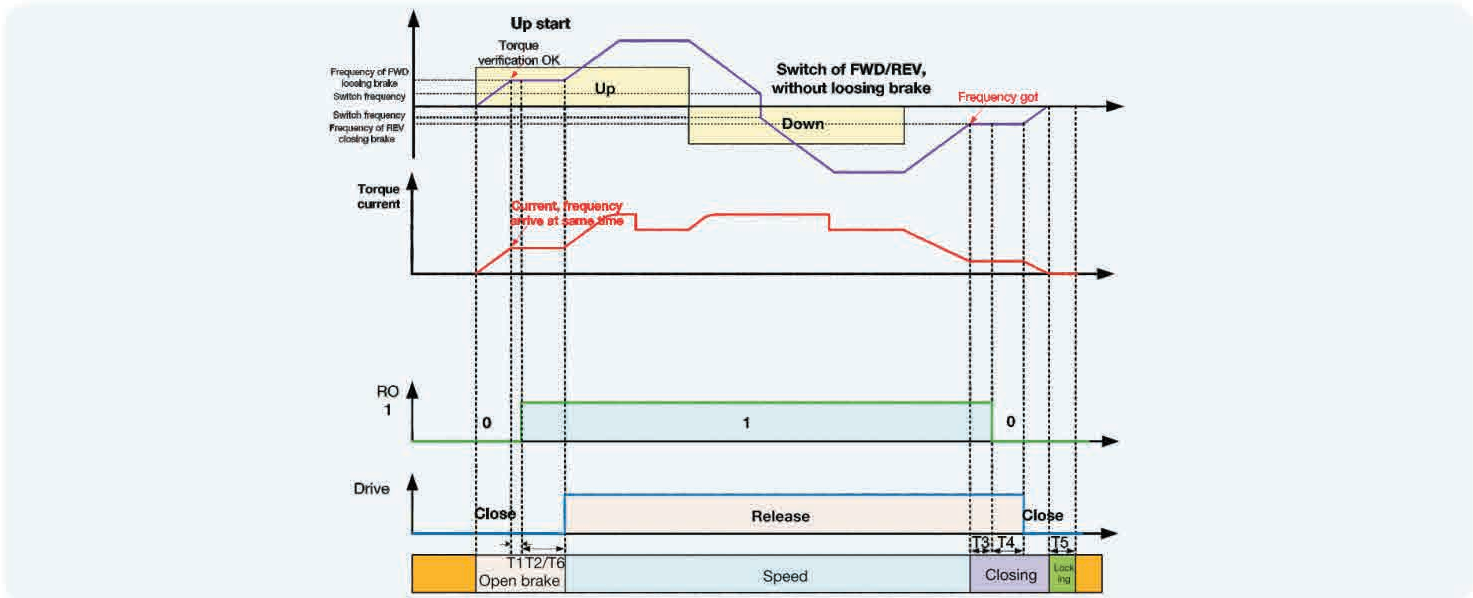 Up start
Torque
verification OK
Frequency of FWD
loosing brake
Switch frequency
Up
Switch of FWD/REV,
without loosing brake
Frequency got
Switch frequency
Frequency of REV
closing brake
Down
Torque
current
Current, frequency
arrive at same time
RO
1
0
1
0
Drive
Close
Release
Close
T1 T2/T6
T3 T4 T5
Open brake
Speed
Closing
Lock
ing